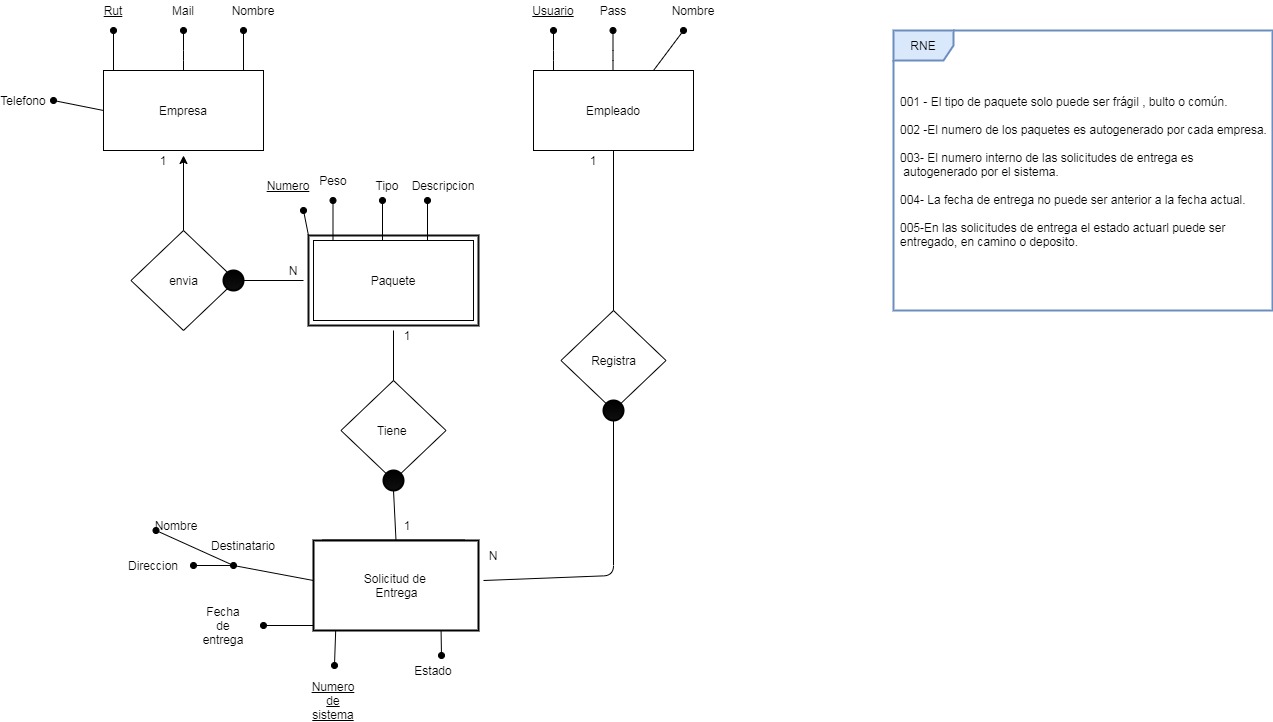 Rut
Mail
Nombre
Telefono
Empresa
1
envia
N
Numero
Peso
Tipo
Descripcion
Paquete
1
Tiene
1
Usuario
Pass
Nombre
Empleado
1
Registra
N
Nombre
Destinatario
Direccion
Solicitud de
Entrega
Fecha
de
entrega
Numero
de
sistema
Estado
RNE
001 - El tipo de paquete solo puede ser frágil , bulto o común.
002 -El numero de los paquetes es autogenerado por cada empresa.
003- El numero interno de las solicitudes de entrega es
autogenerado por el sistema.
004- La fecha de entrega no puede ser anterior a la fecha actual.
005-En las solicitudes de entrega el estado actuarl puede ser
entregado, en camino o deposito.